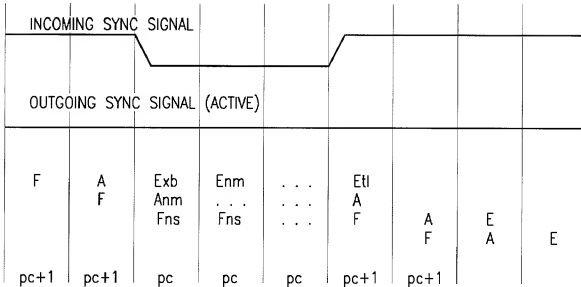 INCOMING SYNC SIGNAL
OUTGOING SYNC SIGNAL (ACTIVE)
F A Exb Enm . . . Etl
F Anm . . . . . . A
Fns Fns . . . F A E
F A E
pc+1 pc+1 pc pc pc pc+1 pc+1